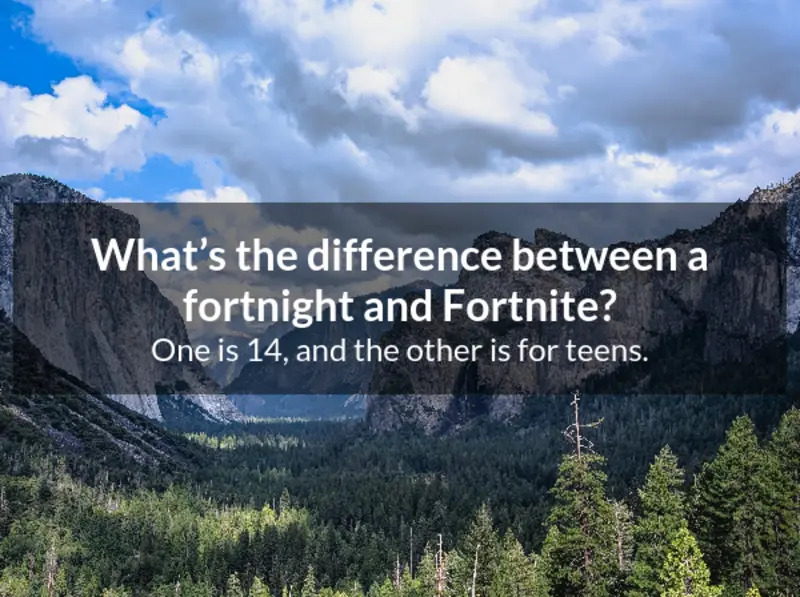 What’s the difference between a
fortnight and Fortnite?
One is 14, and the other is for teens.